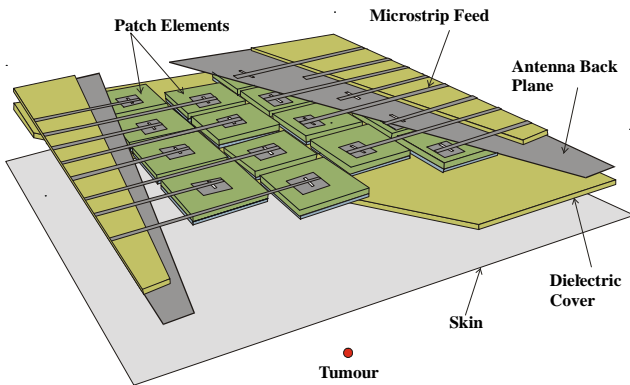 Patch Elements
Microstrip Feed
Antenna Back
Plane
Dielectric
Cover
Skin
Tumour